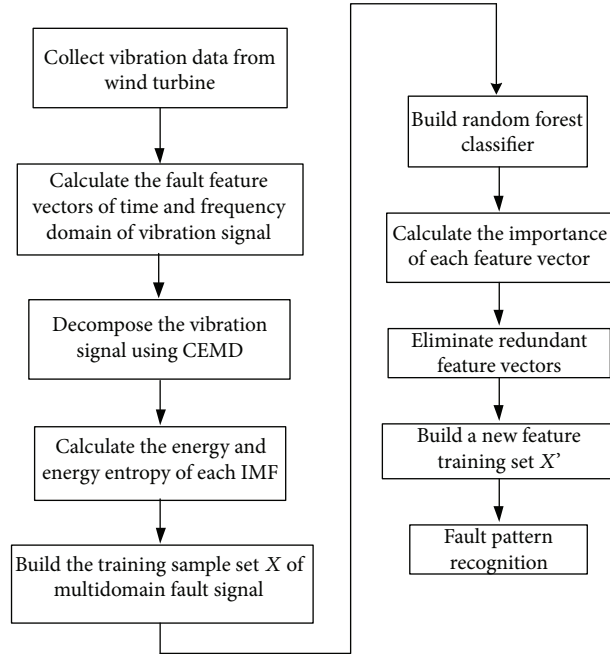 Collect vibration data from
wind turbine
Calculate the fault feature
vectors of time and frequency
domain of vibration signal
Decompose the vibration
signal using CEMD
Calculate the energy and
energy entropy of each IMF
Build the training sample set X of
multidomain fault signal
Build random forest
classifier
Calculate the importance
of each feature vector
Eliminate redundant
feature vectors
Build a new feature
training set X’
Fault pattern
recognition